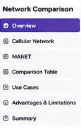 Network Comparison
Overview
Cellular Network
MANET
Comparison Table
Use Cases
Advantages & Limitations
Summary